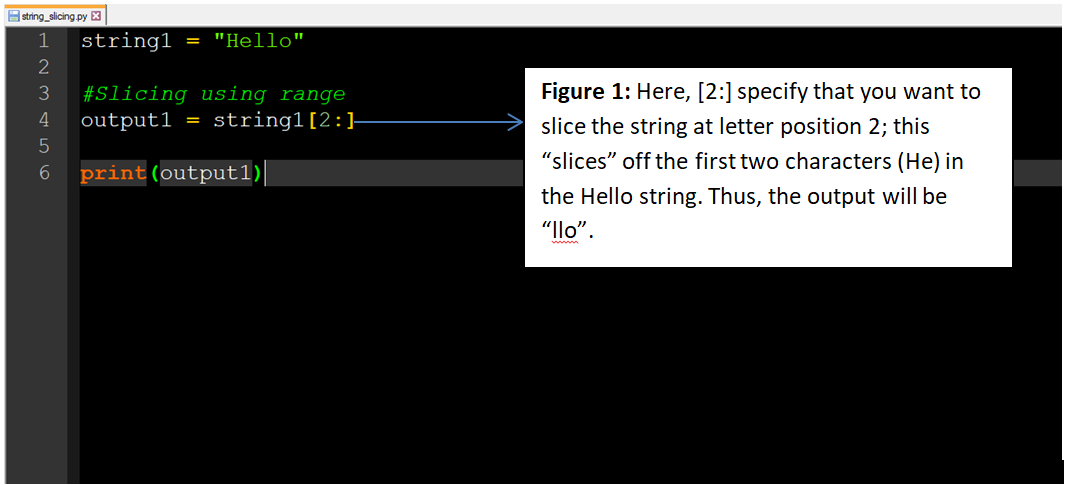 string_slicing.py
1 string1 = "Hello"
2
3 #Slicing using range
4 output1 = string1[2:]
5
6 print(output1)
Figure 1: Here, [2:] specify that you want to
slice the string at letter position 2; this
“slices” off the first two characters (He) in
the Hello string. Thus, the output will be
“llo”.